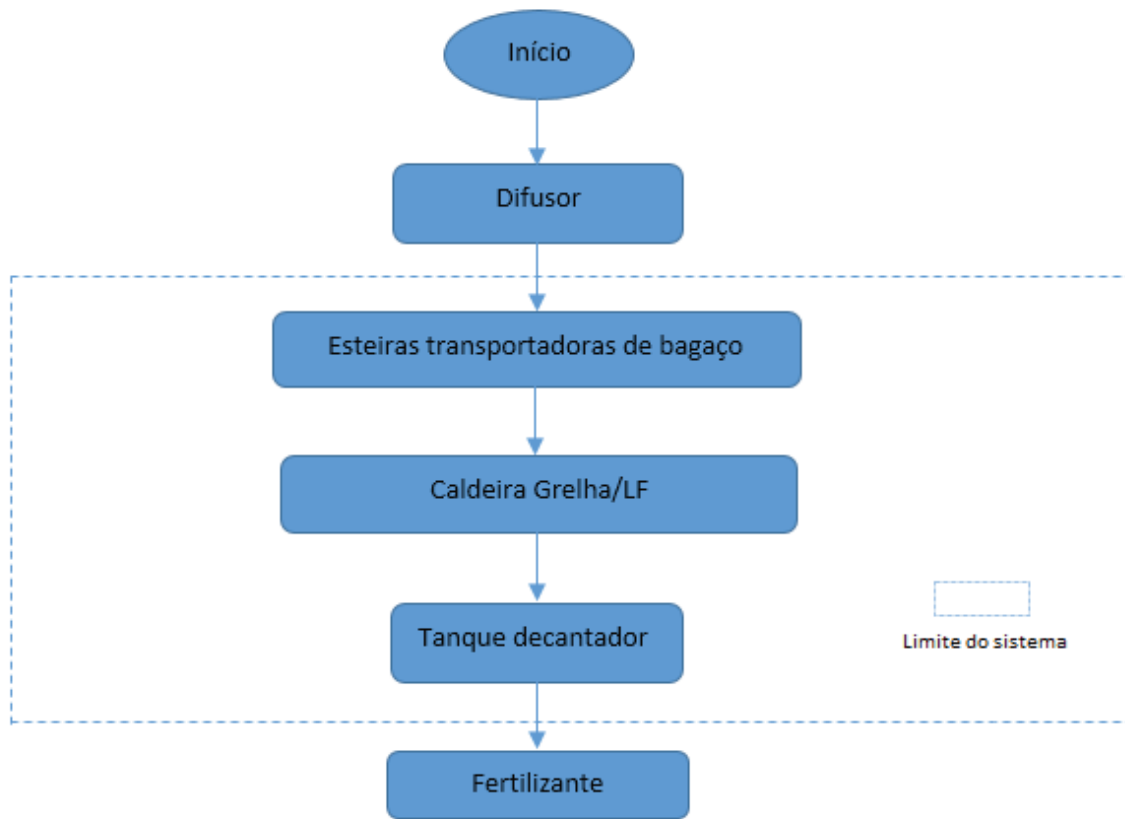 Início
Difusor
Esteiras transportadoras de bagaço
Caldeira Grelha/LF
Tanque decantador
Limite do sistema
Fertilizante